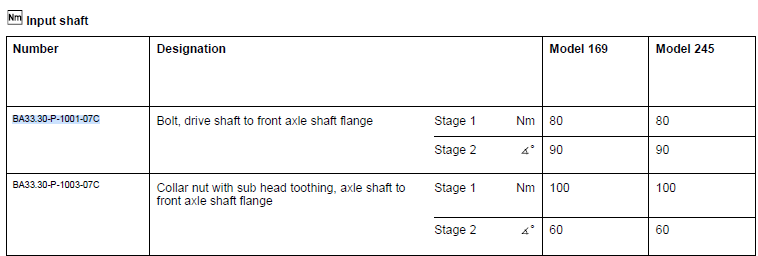 Nm Input shaft
Number Designation Model 169 Model 245
BA33.30-P-1001-07C Bolt, drive shaft to front axle shaft flange Stage 1 Nm 80 80
Stage 2 ∡° 90 90
BA33.30-P-1003-07C Collar nut with sub head toothing, axle shaft to Stage 1 Nm 100 100
front axle shaft flange
Stage 2 ∡° 60 60